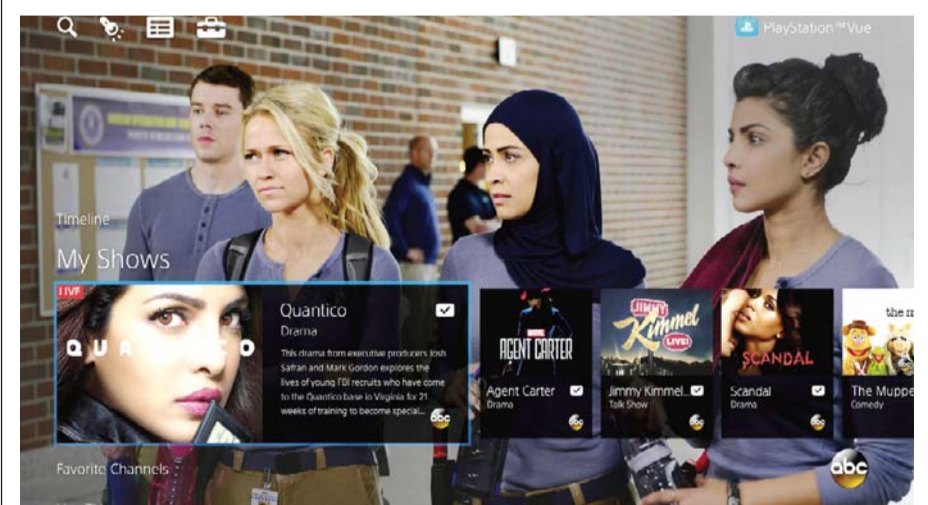 PlayStation™Vue
Timeline
My Shows
LIVE
QUANTICO
Quantico
Drama
This drama from executive producers Josh
Safran and Mark Gordon explores the
lives of young FBI recruits who have come
to the Quantico base in Virginia for 21
weeks of training to become special...
abc
MARVEL
AGENT CARTER
Agent Carter
Drama
abc
JIMMY
Kimmel
LIVE!
Jimmy Kimmel...
Talk Show
abc
SCANDAL
Scandal
Drama
abc
the m
The Muppe
Comedy
Favorite Channels
abc